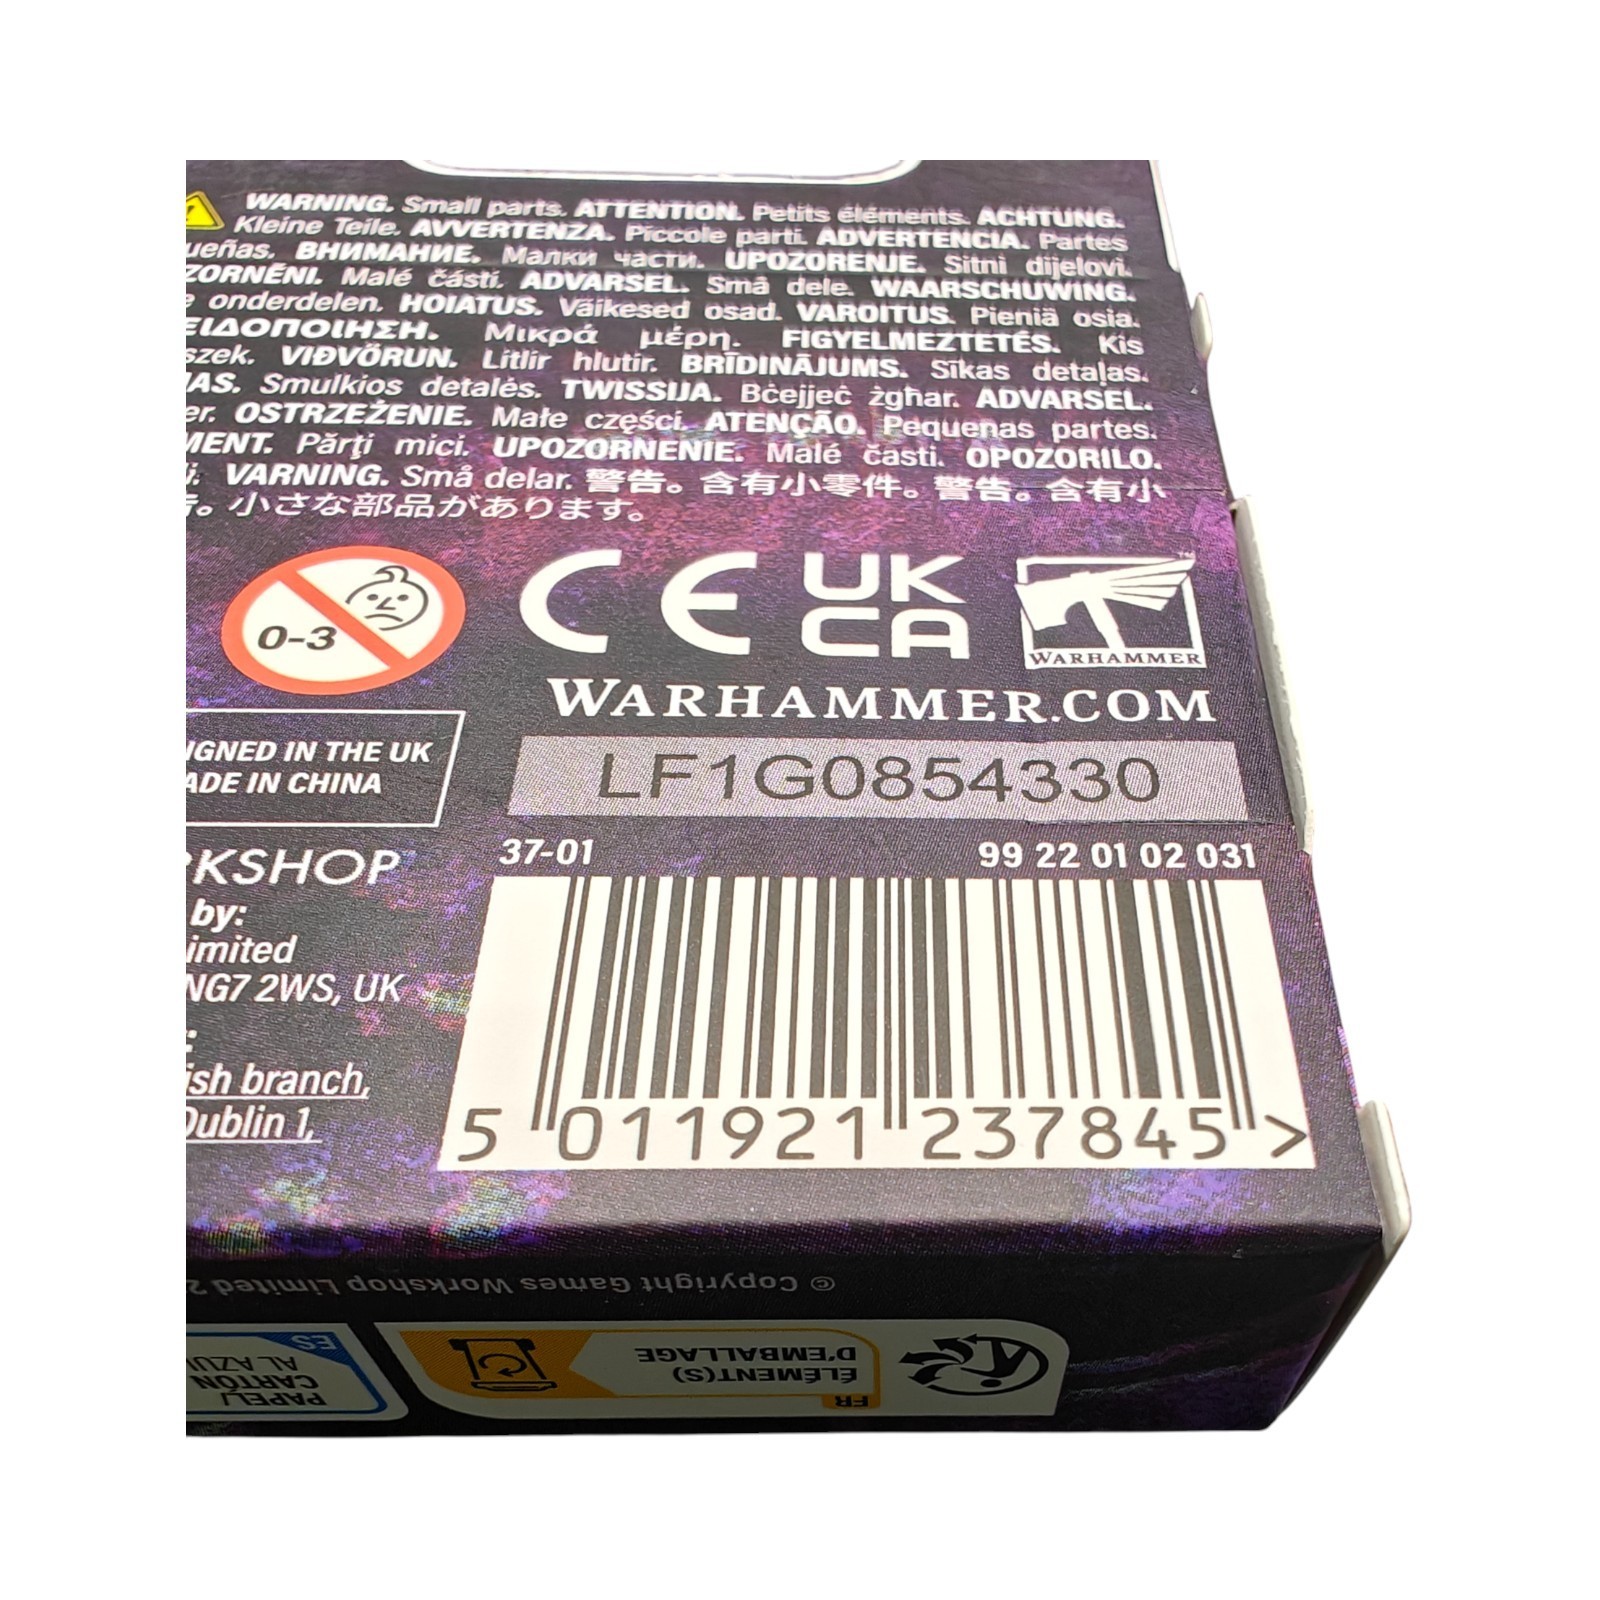 WARNING. Small parts. ATTENTION. Petits éléments. ACHTUNG.
Kleine Teile. AVVERTENZA. Piccole parti. ADVERTENCIA. Partes
ueñas. ВНИМАНИЕ. Малки части. UPOZORENJE. Sitni dijelovi.
ZORNĚNÍ. Malé části. ADVARSEL. Små dele. WAARSCHUWING.
e onderdelen. HOIATUS. Väikesed osad. VAROITUS. Pieniä osia.
ΕΙΔΟΠΟΙΗΣΗ. Μικρά μέρη. FIGYELMEZTETÉS. Kis
szek. VIÐVÖRUN. Litlir hlutir. BRĪDINĀJUMS. Sīkas detaļas.
AS. Smulkios detalės. TWISSIJA. Bċejjeċ żgħar. ADVARSEL.
er. OSTRZEŻENIE. Małe części. ATENÇÃO. Pequenas partes.
MENT. Părţi mici. UPOZORNENIE. Malé časti. OPOZORILO.
i. VARNING. Små delar. 警告。含有小零件。警告。含有小
告。小さな部品があります。
0-3
CE
UK
CA
WARHAMMER™
WARHAMMER.COM
IGNED IN THE UK
ADE IN CHINA
LF1G0854330
RKSHOP
37-01
99 22 01 02 031
by:
imited
NG7 2WS, UK
:
ish branch,
Dublin 1,
5 011921 237845 >
© Copyright Games Workshop Limited 2
FR
ÉLÉMENT(S)
D'EMBALLAGE
ES
PAPEL/
CARTÓN
AL AZU